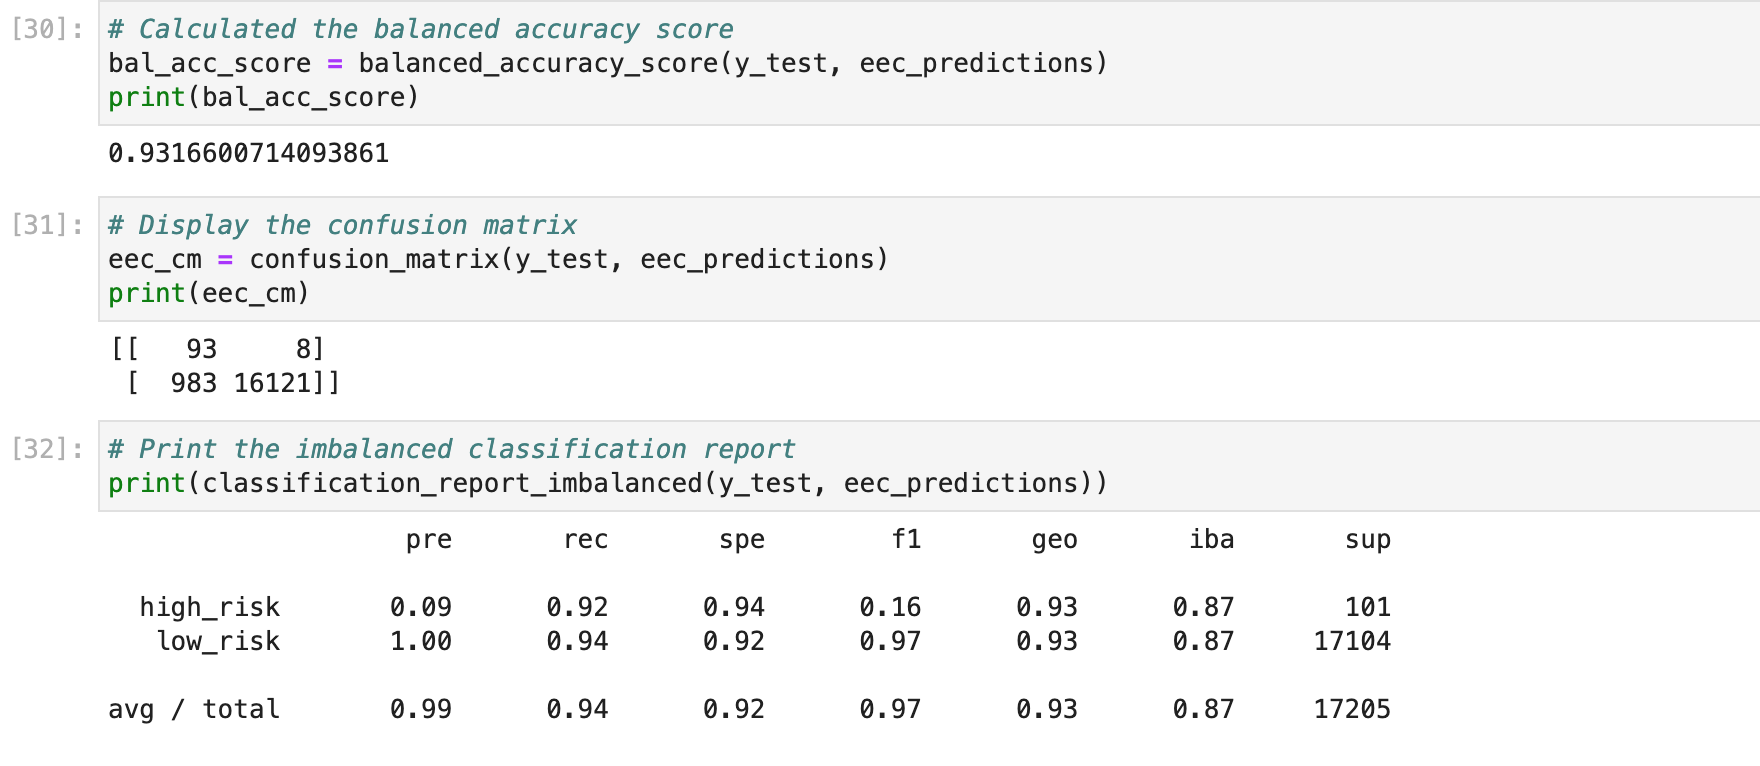 [30]: # Calculated the balanced accuracy score
bal_acc_score = balanced_accuracy_score(y_test, eec_predictions)
print(bal_acc_score)
0.9316600714093861
[31]: # Display the confusion matrix
eec_cm = confusion_matrix(y_test, eec_predictions)
print(eec_cm)
[[   93     8]
 [  983 16121]]
[32]: # Print the imbalanced classification report
print(classification_report_imbalanced(y_test, eec_predictions))
pre rec spe f1 geo iba sup
high_risk 0.09 0.92 0.94 0.16 0.93 0.87 101
low_risk 1.00 0.94 0.92 0.97 0.93 0.87 17104
avg / total 0.99 0.94 0.92 0.97 0.93 0.87 17205